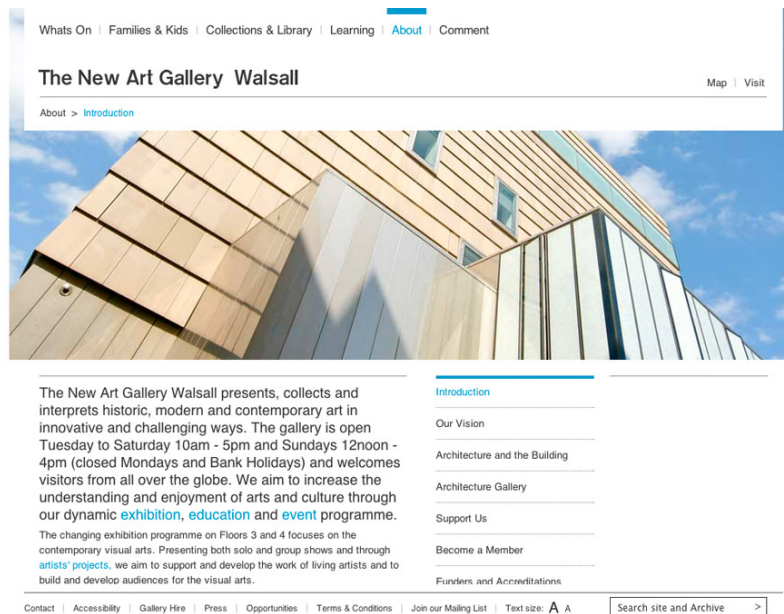 Whats On | Families & Kids | Collections & Library | Learning | About | Comment
The New Art Gallery Walsall
Map | Visit
About > Introduction
The New Art Gallery Walsall presents, collects and
interprets historic, modern and contemporary art in
innovative and challenging ways. The gallery is open
Tuesday to Saturday 10am - 5pm and Sundays 12noon -
4pm (closed Mondays and Bank Holidays) and welcomes
visitors from all over the globe. We aim to increase the
understanding and enjoyment of arts and culture through
our dynamic exhibition, education and event programme.
The changing exhibition programme on Floors 3 and 4 focuses on the
contemporary visual arts. Presenting both solo and group shows and through
artists' projects, we aim to support and develop the work of living artists and to
build and develop audiences for the visual arts.
Introduction
Our Vision
Architecture and the Building
Architecture Gallery
Support Us
Become a Member
Funders and Accreditations
Contact | Accessibility | Gallery Hire | Press | Opportunities | Terms & Conditions | Join our Mailing List | Text size: A A
Search site and Archive >